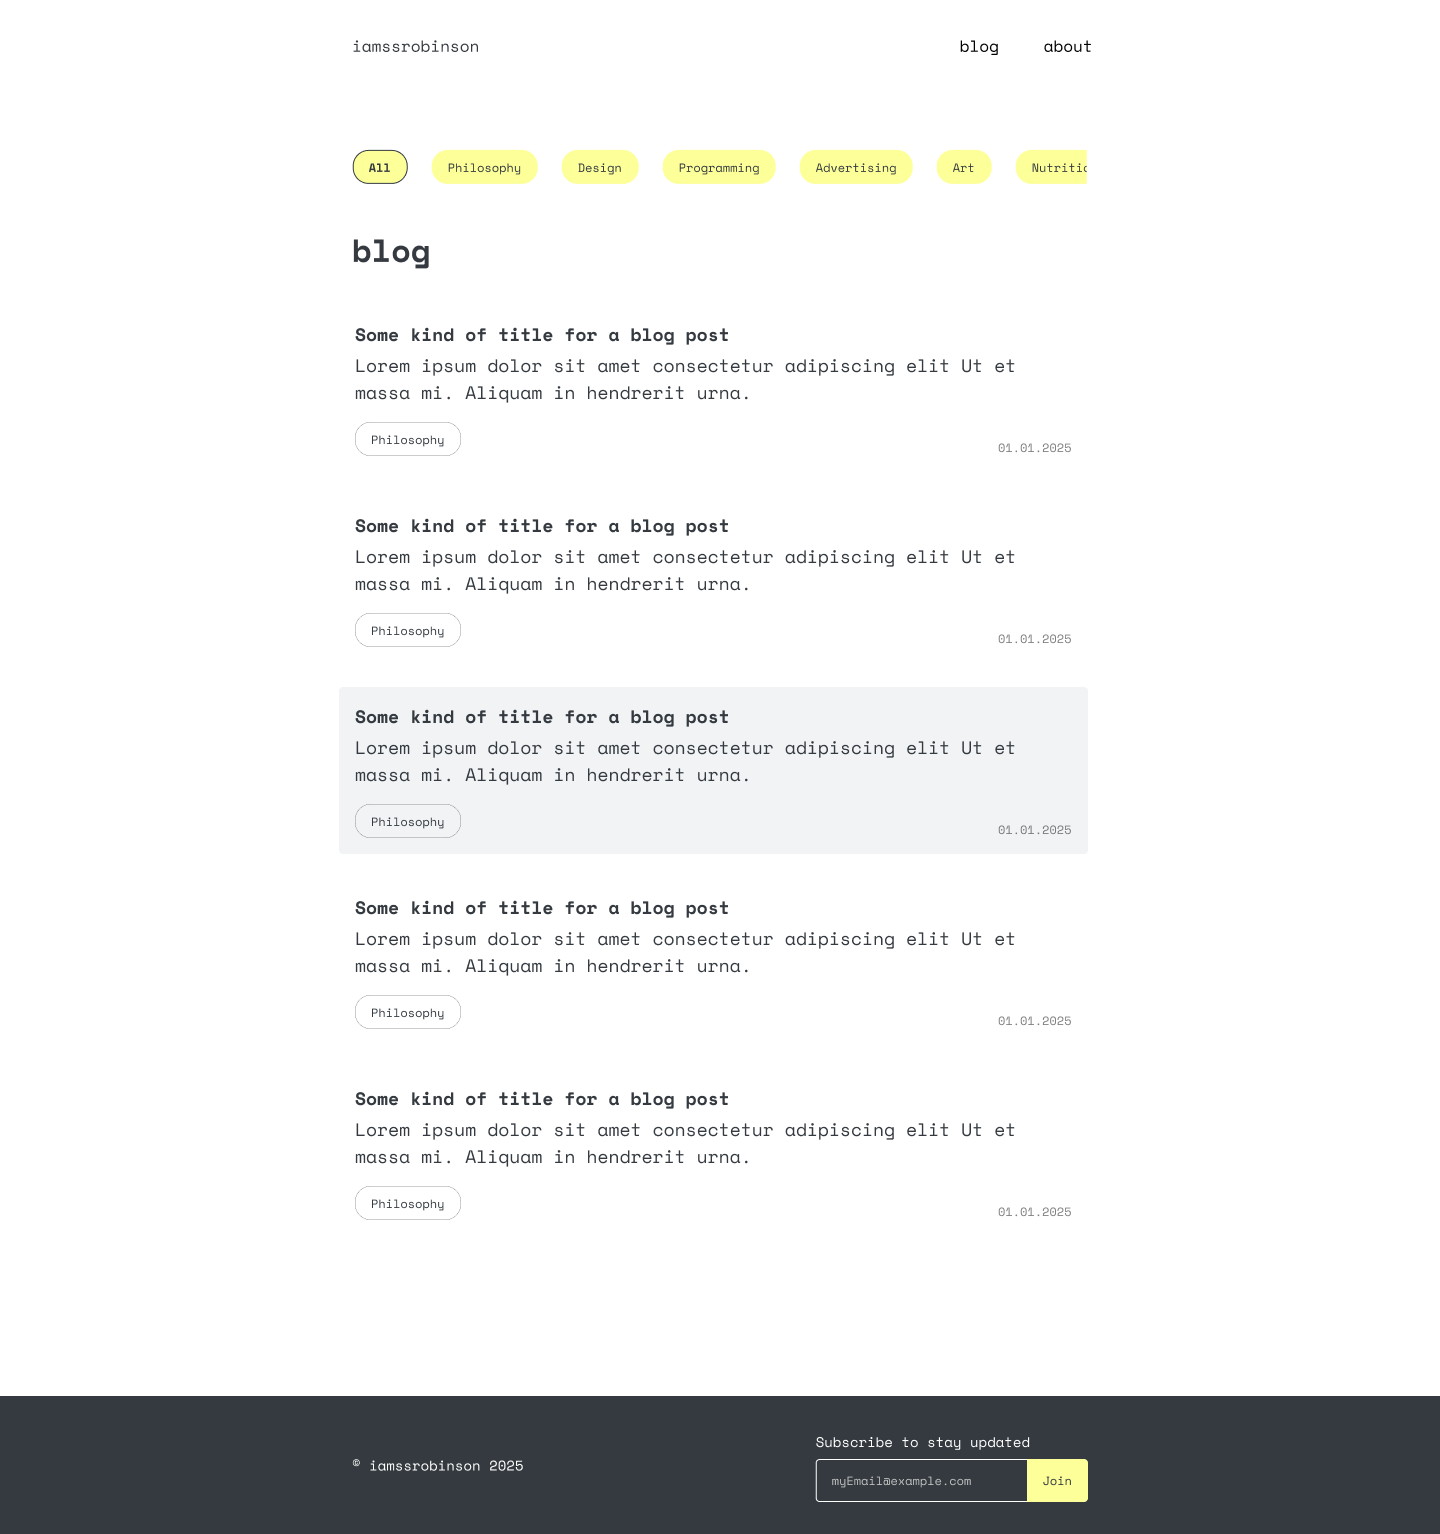 iamssrobinson blog about
All Philosophy Design Programming Advertising Art Nutritic
blog
Some kind of title for a blog post
Lorem ipsum dolor sit amet consectetur adipiscing elit Ut et
massa mi. Aliquam in hendrerit urna.
Philosophy 01.01.2025
Some kind of title for a blog post
Lorem ipsum dolor sit amet consectetur adipiscing elit Ut et
massa mi. Aliquam in hendrerit urna.
Philosophy 01.01.2025
Some kind of title for a blog post
Lorem ipsum dolor sit amet consectetur adipiscing elit Ut et
massa mi. Aliquam in hendrerit urna.
Philosophy 01.01.2025
Some kind of title for a blog post
Lorem ipsum dolor sit amet consectetur adipiscing elit Ut et
massa mi. Aliquam in hendrerit urna.
Philosophy 01.01.2025
Some kind of title for a blog post
Lorem ipsum dolor sit amet consectetur adipiscing elit Ut et
massa mi. Aliquam in hendrerit urna.
Philosophy 01.01.2025
Subscribe to stay updated
© iamssrobinson 2025
myEmail@example.com Join